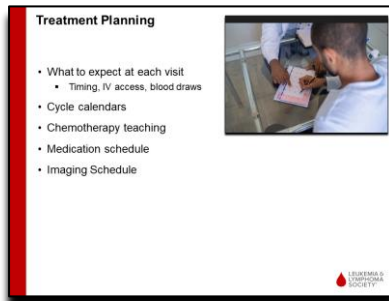 Treatment Planning
• What to expect at each visit
▪ Timing, IV access, blood draws
• Cycle calendars
• Chemotherapy teaching
• Medication schedule
• Imaging Schedule
LEUKEMIA &
LYMPHOMA
SOCIETY